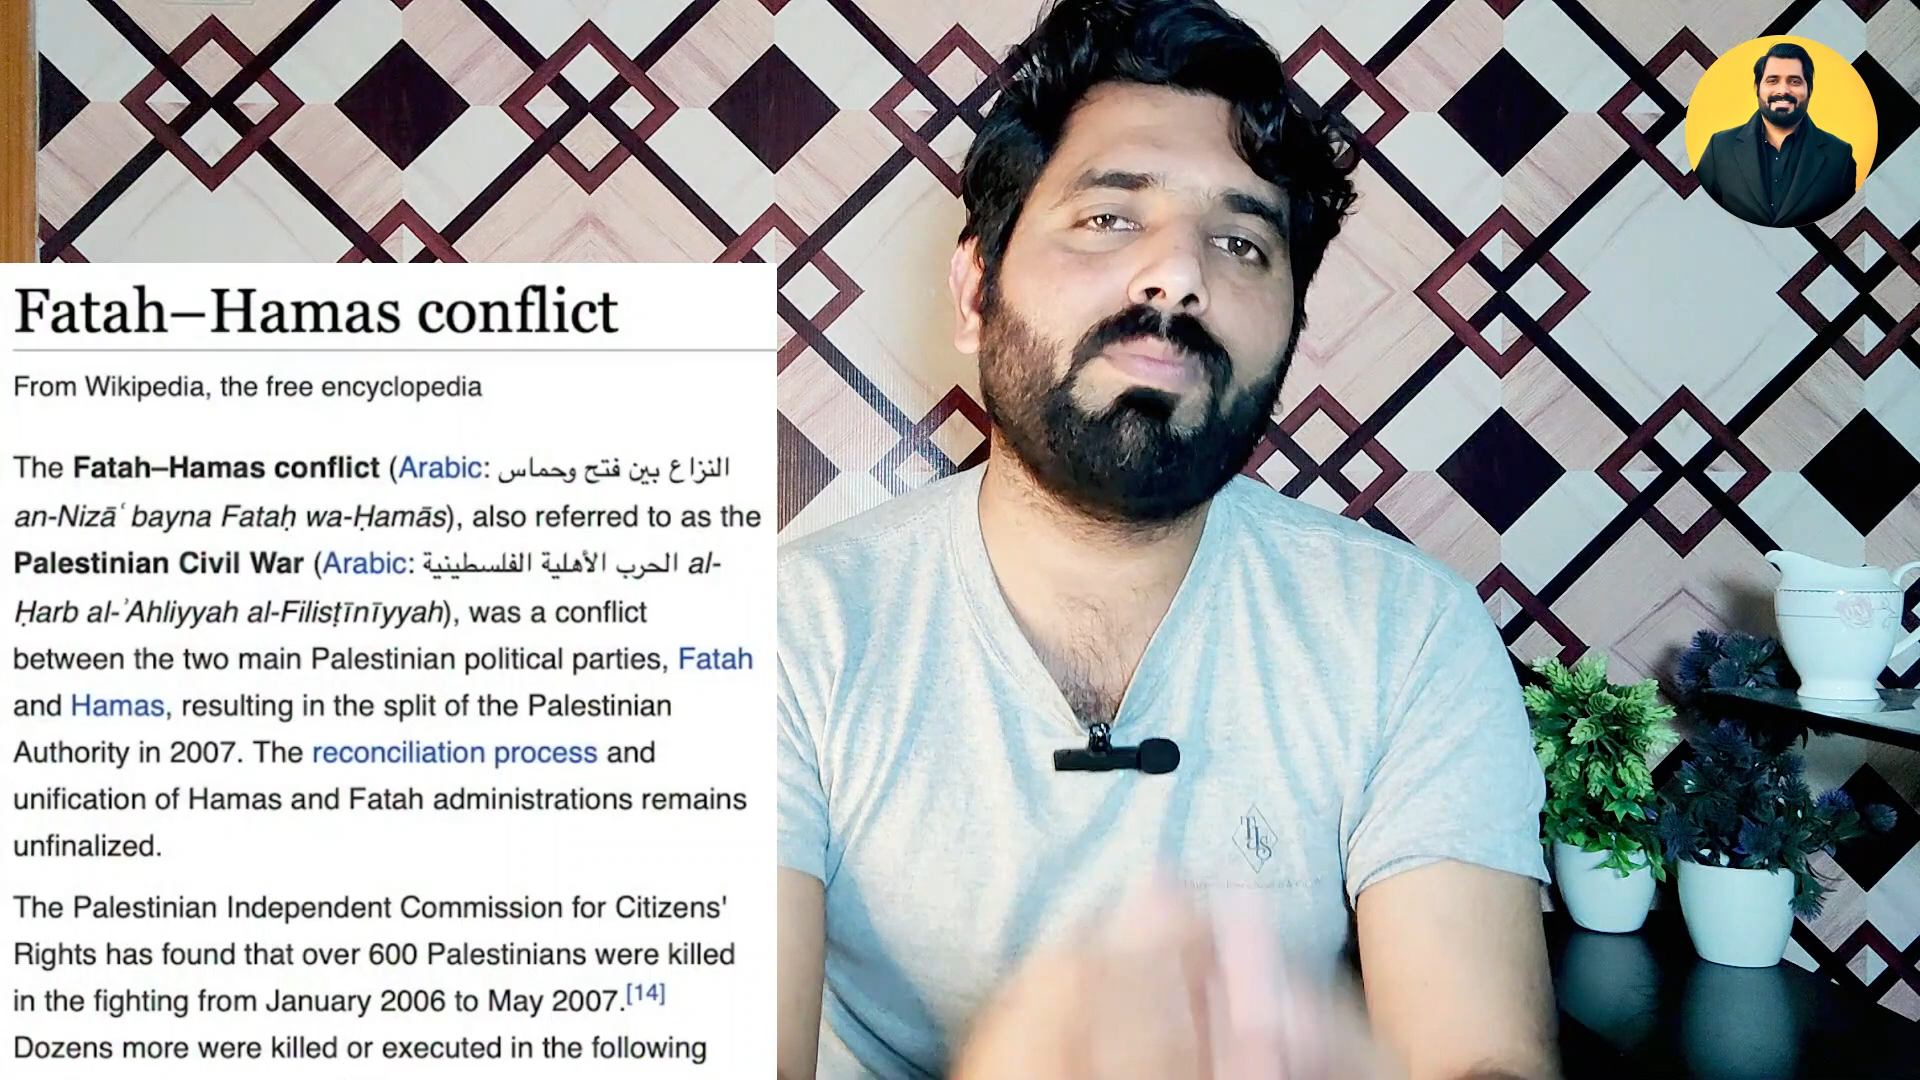 Fatah–Hamas conflict
From Wikipedia, the free encyclopedia
The Fatah–Hamas conflict (Arabic: النزاع بين فتح وحماس
an-Nizāʿ bayna Fataḥ wa-Ḥamās), also referred to as the
Palestinian Civil War (Arabic: الحرب الأهلية الفلسطينية al-
Ḥarb al-ʾAhliyyah al-Filisṭīnīyyah), was a conflict
between the two main Palestinian political parties, Fatah
and Hamas, resulting in the split of the Palestinian
Authority in 2007. The reconciliation process and
unification of Hamas and Fatah administrations remains
unfinalized.
The Palestinian Independent Commission for Citizens'
Rights has found that over 600 Palestinians were killed
in the fighting from January 2006 to May 2007.[14]
Dozens more were killed or executed in the following
TJS